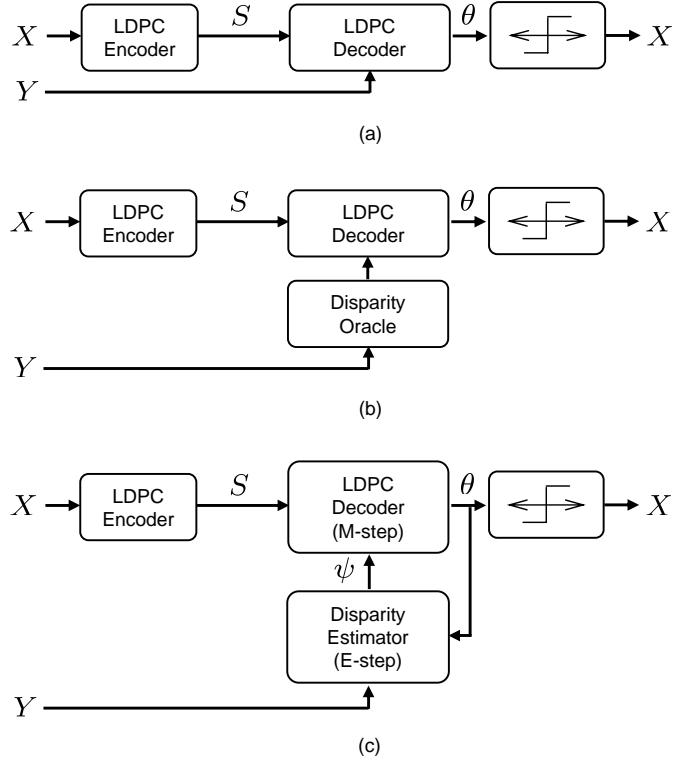 X
LDPC
Encoder
S
LDPC
Decoder
θ
X
Y
(a)
X
LDPC
Encoder
S
LDPC
Decoder
θ
X
Disparity
Oracle
Y
(b)
X
LDPC
Encoder
S
LDPC
Decoder
(M-step)
θ
X
ψ
Disparity
Estimator
(E-step)
Y
(c)